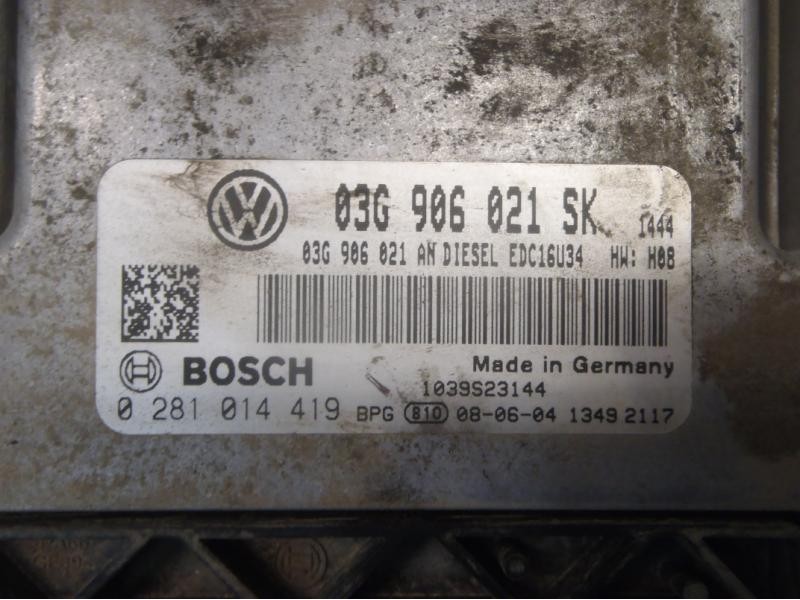 03G 906 021 SK 1444
03G 906 021 AN DIESEL EDC16U34 HW: H08
BOSCH Made in Germany
1039S23144
0 281 014 419 BPG 810 08-06-04 1349 2117